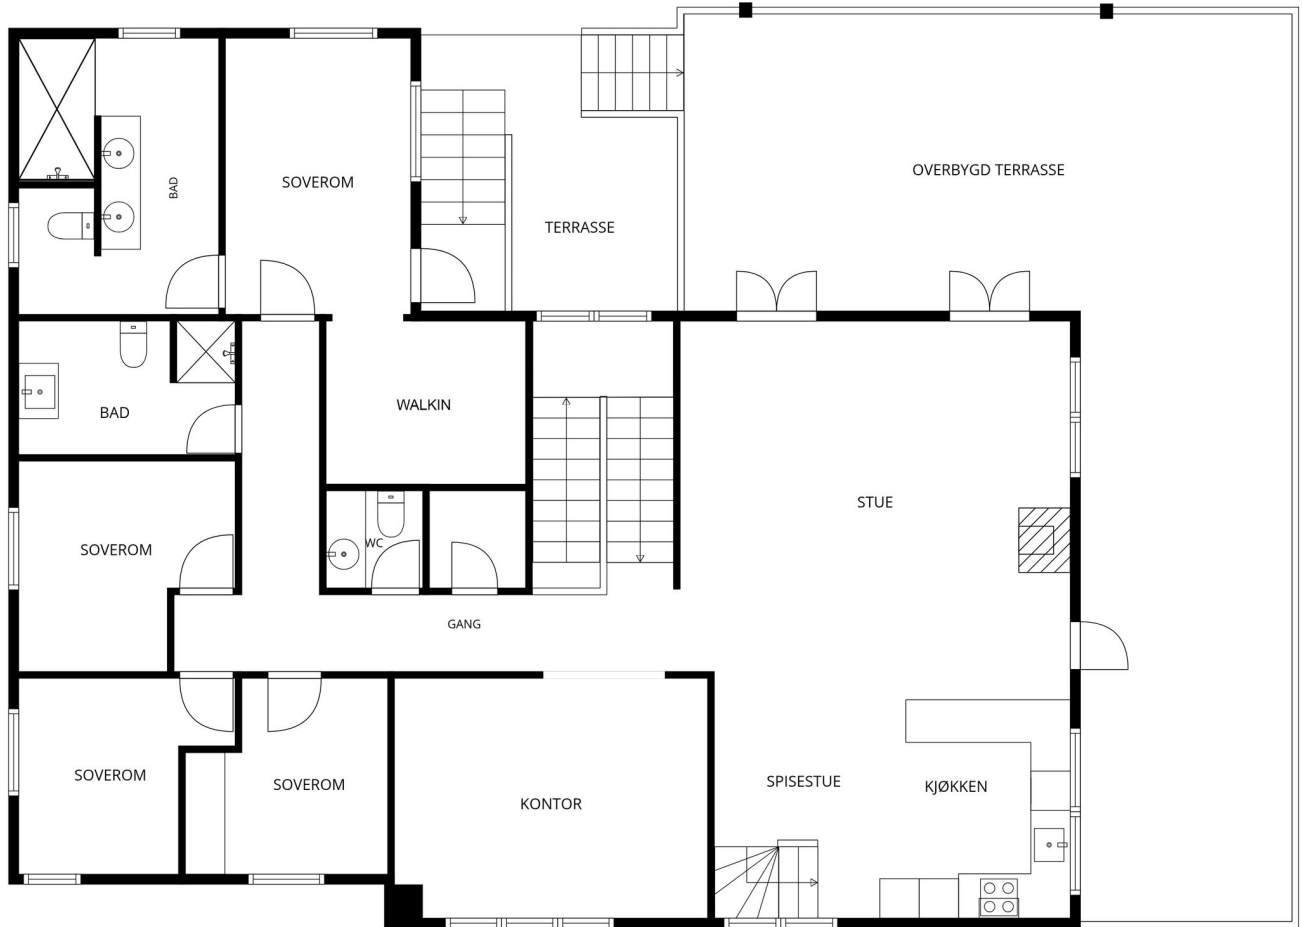 OVERBYGD TERRASSE
SOVEROM
BAD
TERRASSE
WALKIN
BAD
STUE
WC
SOVEROM
GANG
SOVEROM
SPISESTUE
SOVEROM
KJØKKEN
KONTOR